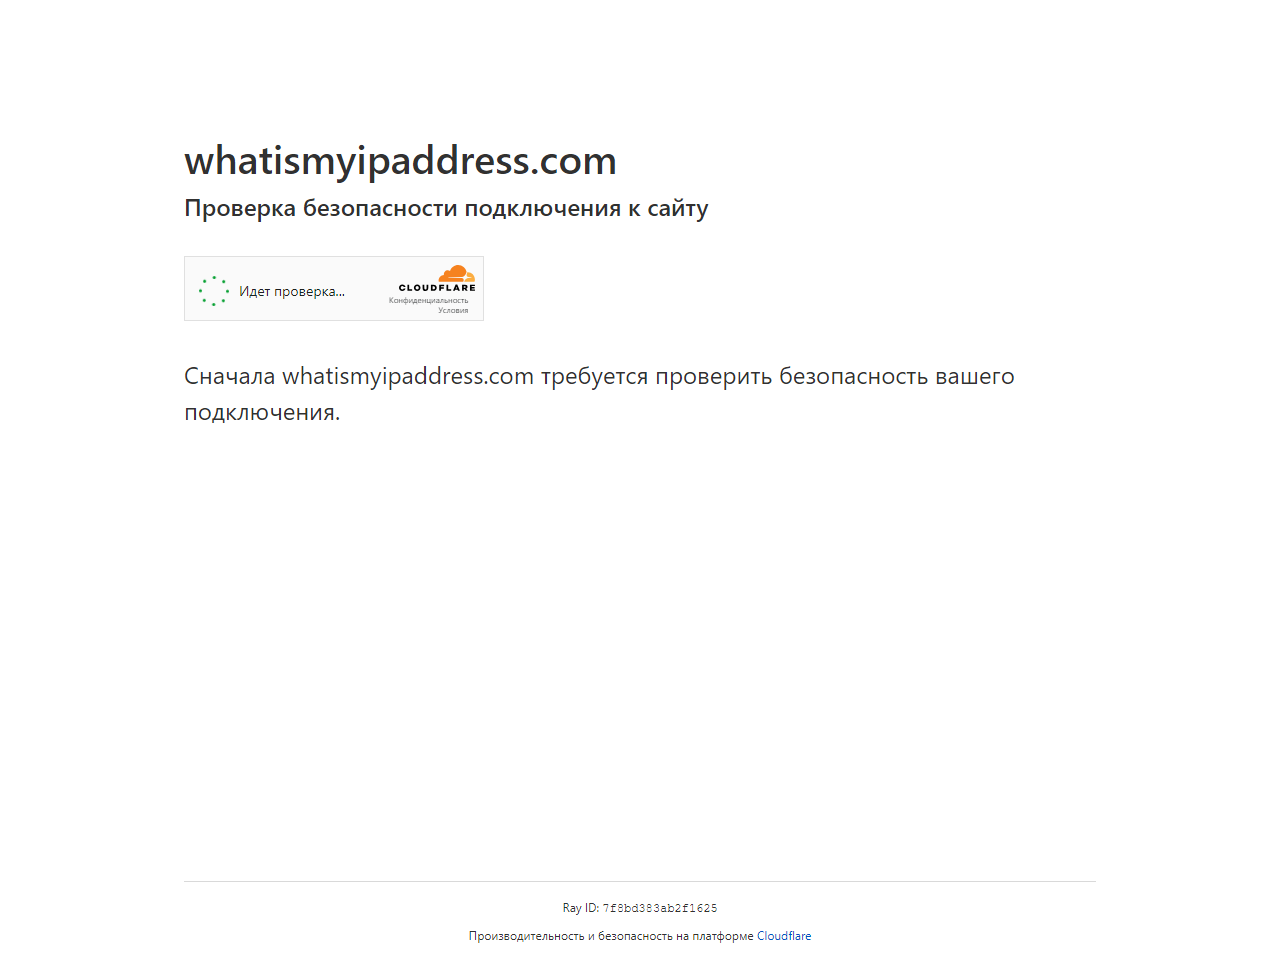 whatismyipaddress.com
Проверка безопасности подключения к сайту
Идет проверка...
CLOUDFLARE
Конфиденциальность
Условия
Сначала whatismyipaddress.com требуется проверить безопасность вашего
подключения.
Ray ID: 7f8bd383ab2f1625
Производительность и безопасность на платформе Cloudflare